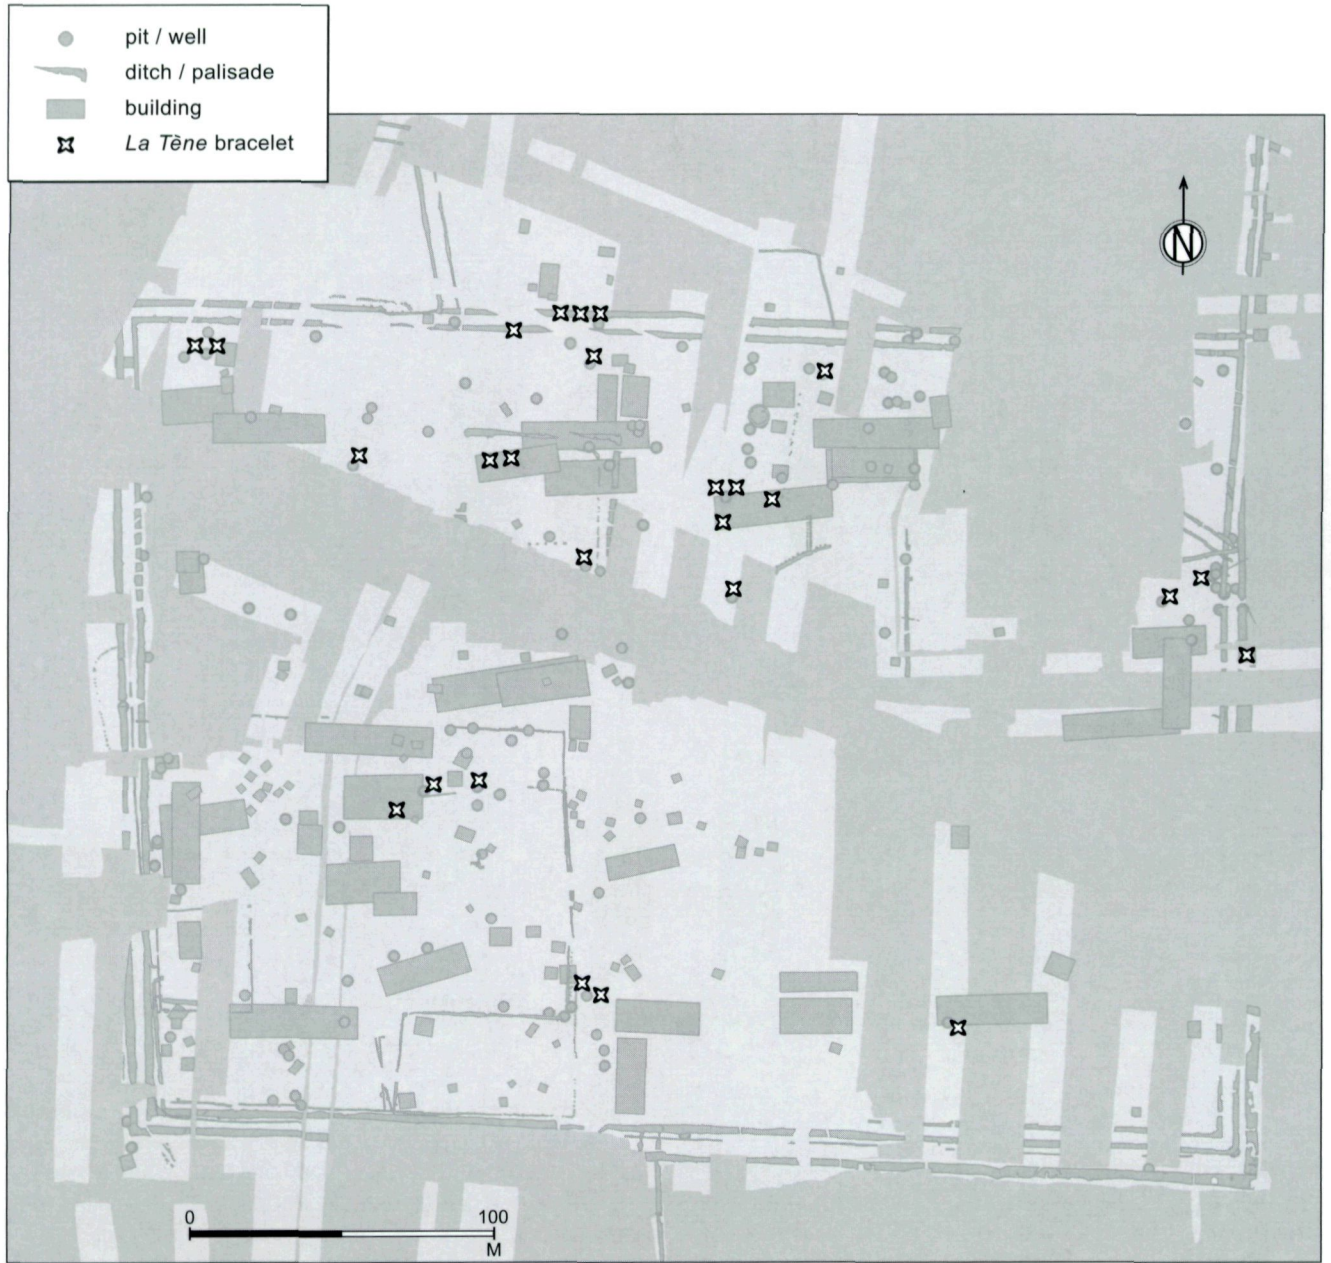 pit / well
ditch / palisade
building
La Tène bracelet
N
0 100
M